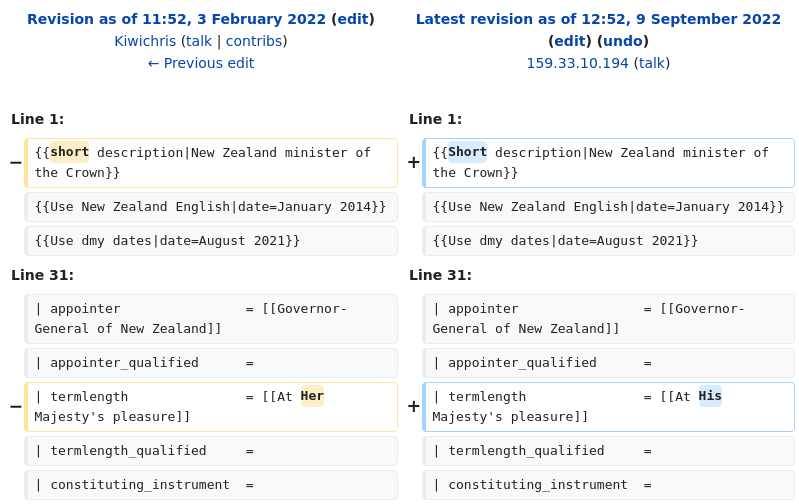 Revision as of 11:52, 3 February 2022 (edit)
Kiwichris (talk | contribs)
← Previous edit
Latest revision as of 12:52, 9 September 2022
(edit) (undo)
159.33.10.194 (talk)
Line 1:
Line 1:
− {{short description|New Zealand minister of
the Crown}}
+ {{Short description|New Zealand minister of
the Crown}}
{{Use New Zealand English|date=January 2014}}
{{Use New Zealand English|date=January 2014}}
{{Use dmy dates|date=August 2021}}
{{Use dmy dates|date=August 2021}}
Line 31:
Line 31:
| appointer                = [[Governor-
General of New Zealand]]
| appointer                = [[Governor-
General of New Zealand]]
| appointer_qualified      =
| appointer_qualified      =
− | termlength               = [[At Her
Majesty's pleasure]]
+ | termlength               = [[At His
Majesty's pleasure]]
| termlength_qualified     =
| termlength_qualified     =
| constituting_instrument  =
| constituting_instrument  =